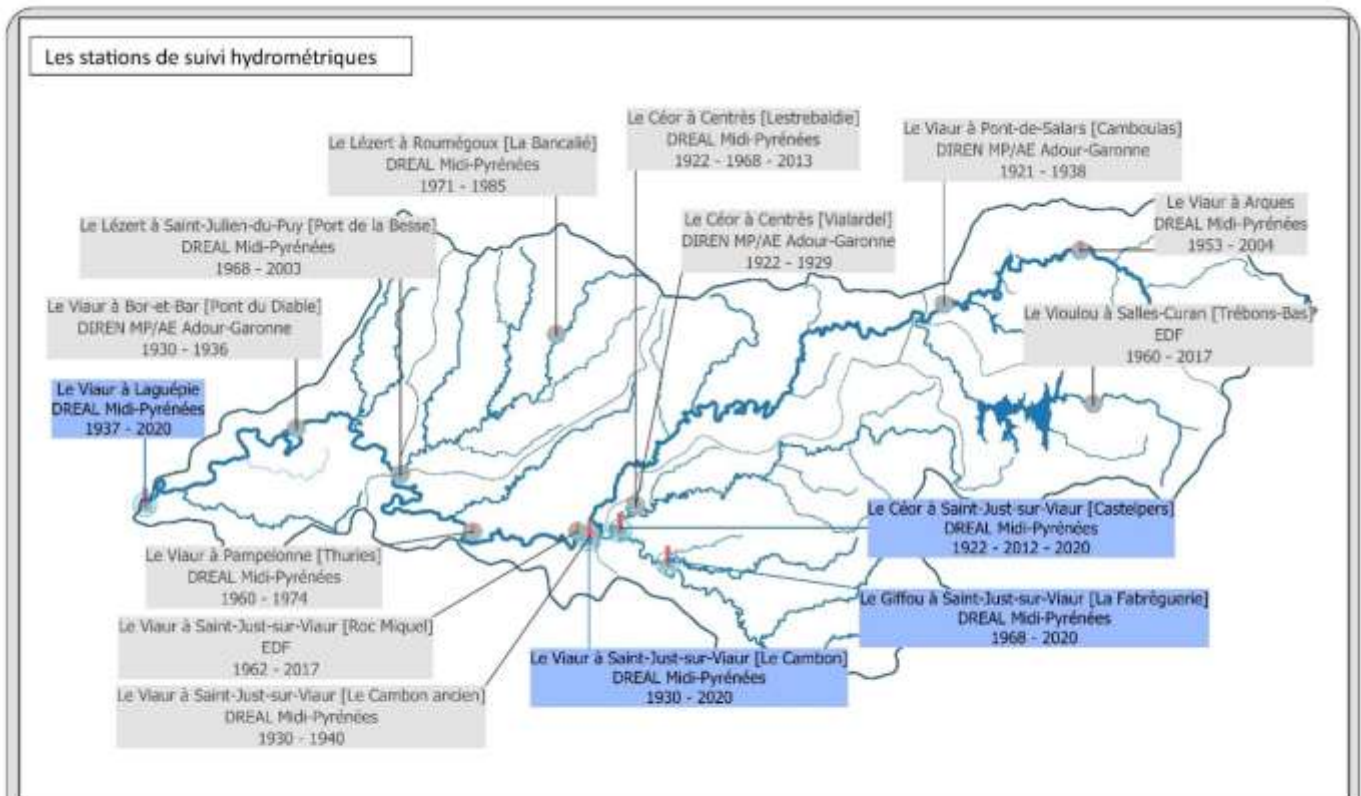 Les stations de suivi hydrométriques
Le Céor à Centrès [Lestrebaïdie]
DREAL Midi-Pyrénées
1922 - 1968 - 2013
Le Viaur à Pont-de-Salars [Camboulas]
DIREN MP/AE Adour-Garonne
1921 - 1938
Le Lézert à Roumégoux [La Bancalié]
DREAL Midi-Pyrénées
1971 - 1985
Le Viaur à Arques
DREAL Midi-Pyrénées
1953 - 2004
Le Lézert à Saint-Julien-du-Puy [Port de la Besse]
DREAL Midi-Pyrénées
1968 - 2003
Le Céor à Centrès [Vialardel]
DIREN MP/AE Adour-Garonne
1922 - 1929
Le Viaur à Bor-et-Bar [Pont du Diable]
DIREN MP/AE Adour-Garonne
1930 - 1936
Le Vioulou à Salles-Curan [Trébons-Bas]
EDF
1960 - 2017
Le Viaur à Laguépie
DREAL Midi-Pyrénées
1937 - 2020
Le Céor à Saint-Just-sur-Viaur [Castelpers]
DREAL Midi-Pyrénées
1922 - 2012 - 2020
Le Viaur à Pampelonne [Thuries]
DREAL Midi-Pyrénées
1960 - 1974
Le Giffou à Saint-Just-sur-Viaur [La Fabrèguerie]
DREAL Midi-Pyrénées
1968 - 2020
Le Viaur à Saint-Just-sur-Viaur [Roc Miquel]
EDF
1962 - 2017
Le Viaur à Saint-Just-sur-Viaur [Le Cambon]
DREAL Midi-Pyrénées
1930 - 2020
Le Viaur à Saint-Just-sur-Viaur [Le Cambon ancien]
DREAL Midi-Pyrénées
1930 - 1940